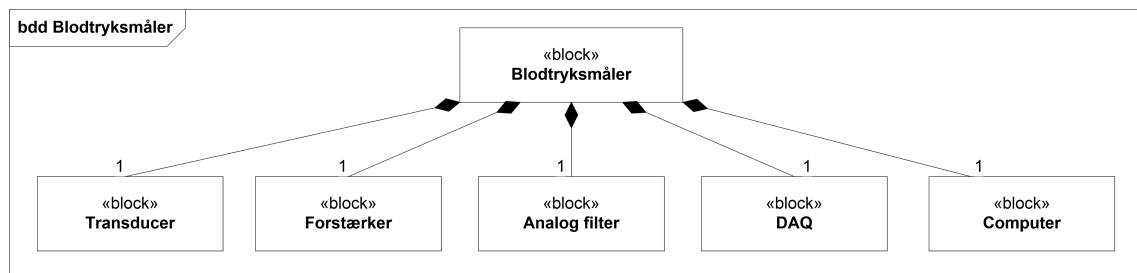 bdd Blodtryksmåler
«block»
Blodtryksmåler
1 1 1 1 1
«block» «block» «block» «block» «block»
Transducer Forstærker Analog filter DAQ Computer